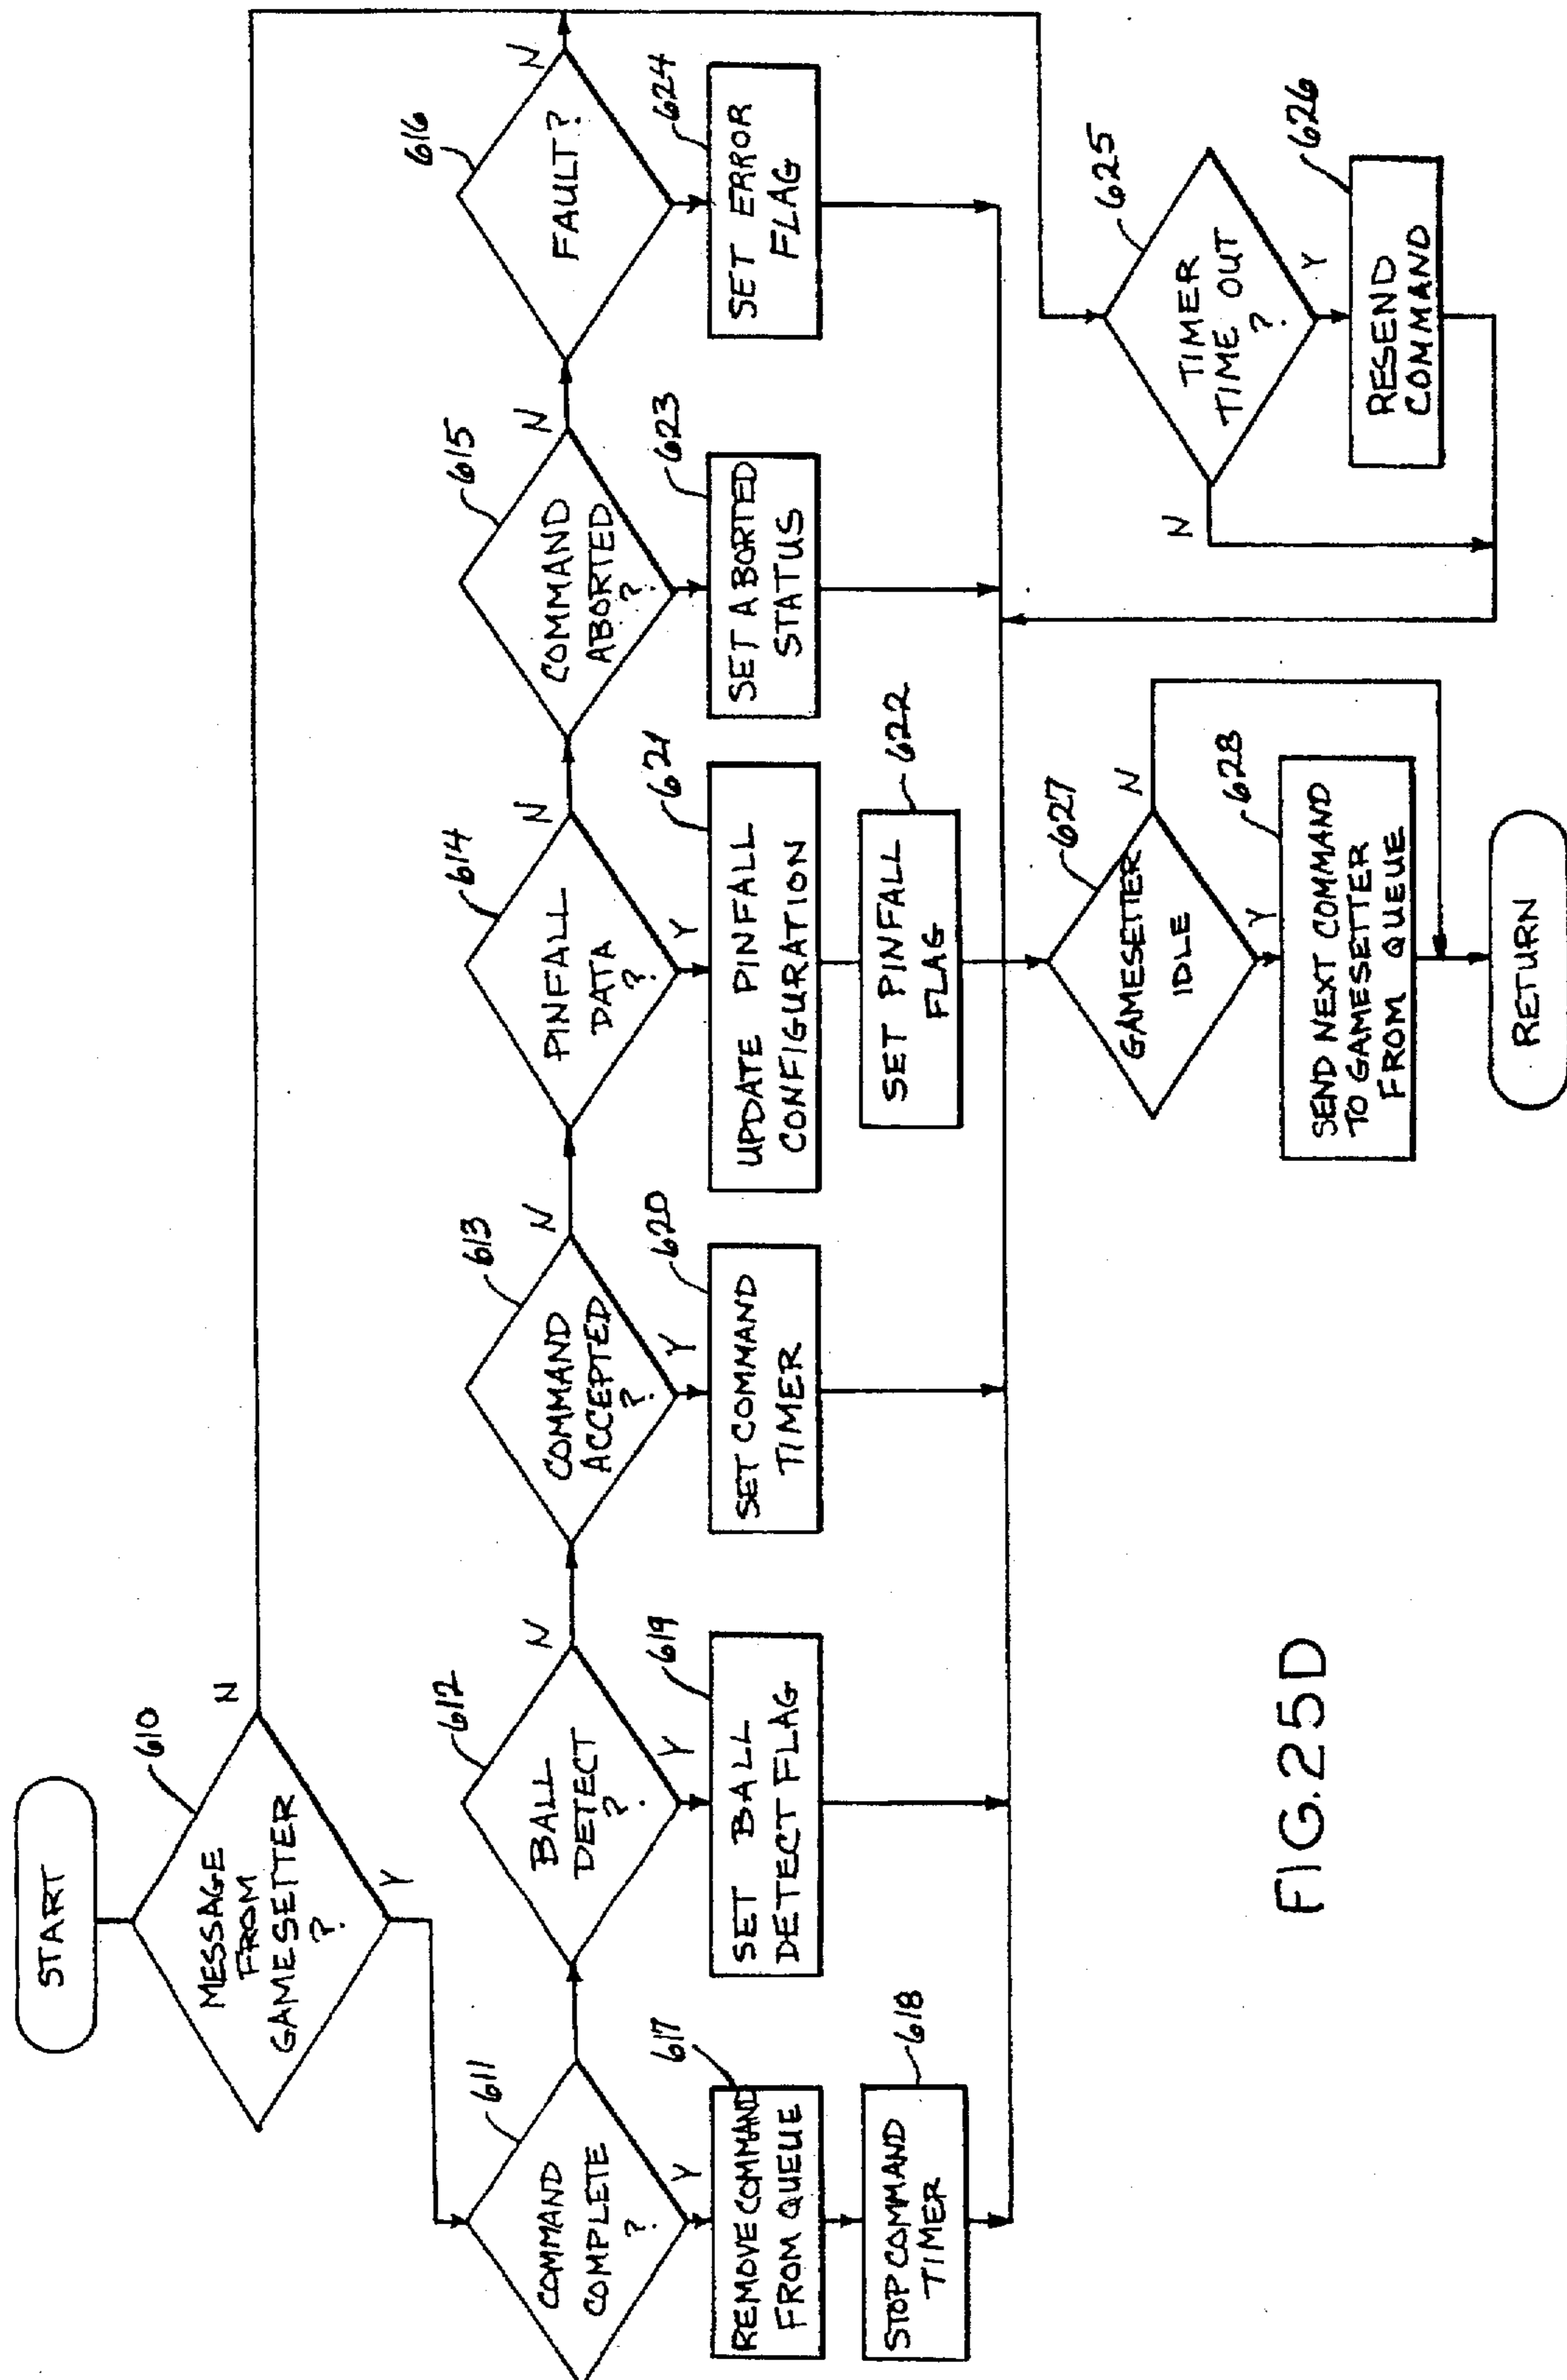 START
610
MESSAGE
FROM
GAMESETTER
?
N
Y
611
COMMAND
COMPLETE
?
Y
612
BALL
DETECT
?
N
Y
613
COMMAND
ACCEPTED
?
N
Y
614
PINFALL
DATA
?
N
Y
615
COMMAND
ABORTED
?
N
616
FAULT?
N
617
REMOVE COMMAND
FROM QUEUE
618
STOP COMMAND
TIMER
619
SET BALL
DETECT FLAG
620
SET COMMAND
TIMER
621
UPDATE PINFALL
CONFIGURATION
622
SET PINFALL
FLAG
623
SET ABORTED
STATUS
624
SET ERROR
FLAG
625
TIMER
TIME OUT
?
N
Y
626
RESEND
COMMAND
627
GAMESETTER
IDLE
N
Y
628
SEND NEXT COMMAND
TO GAMESETTER
FROM QUEUE
RETURN
FIG.25D